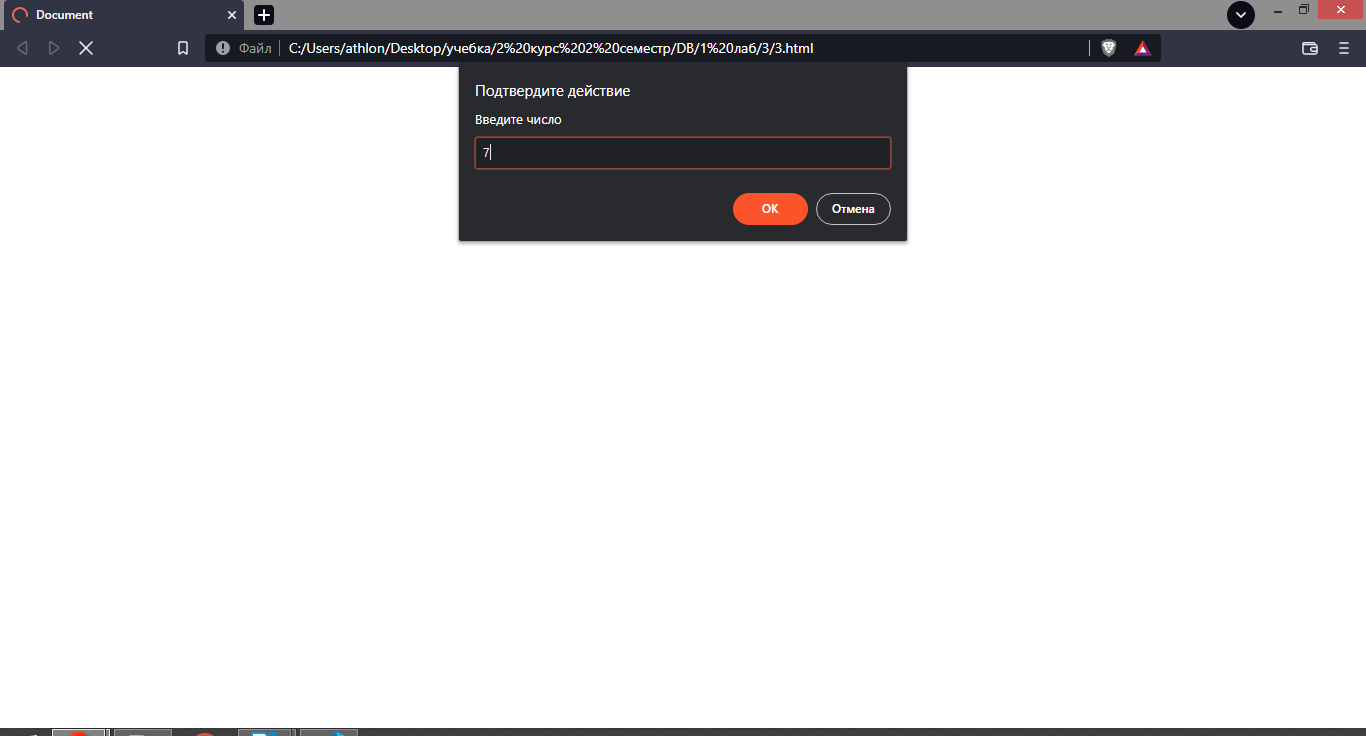 Document
Файл C:/Users/athlon/Desktop/учебка/2%20курс%202%20семестр/DB/1%20лаб/3/3.html
Подтвердите действие
Введите число
7
ОК Отмена